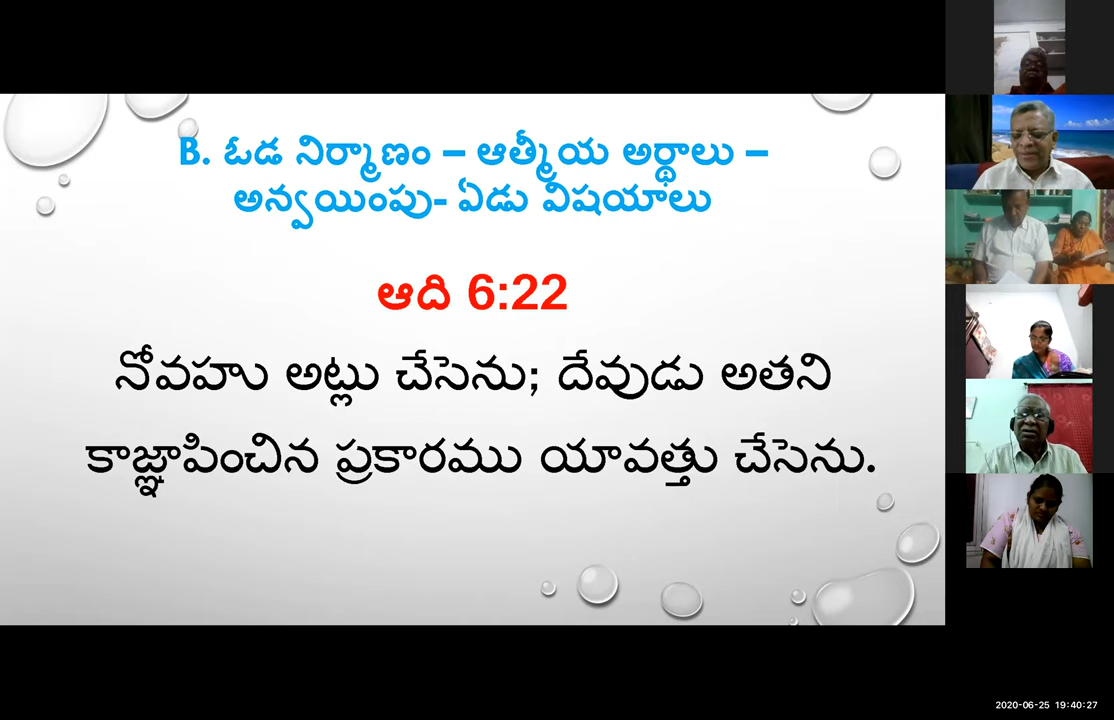 B. ఓడ నిర్మాణం – ఆత్మీయ అర్థాలు –
అన్వయింపు- ఏడు విషయాలు
ఆది 6:22
నోవహు అట్లు చేసెను; దేవుడు అతని
కాజ్ఞాపించిన ప్రకారము యావత్తు చేసెను.
2020-06-25 19:40:27